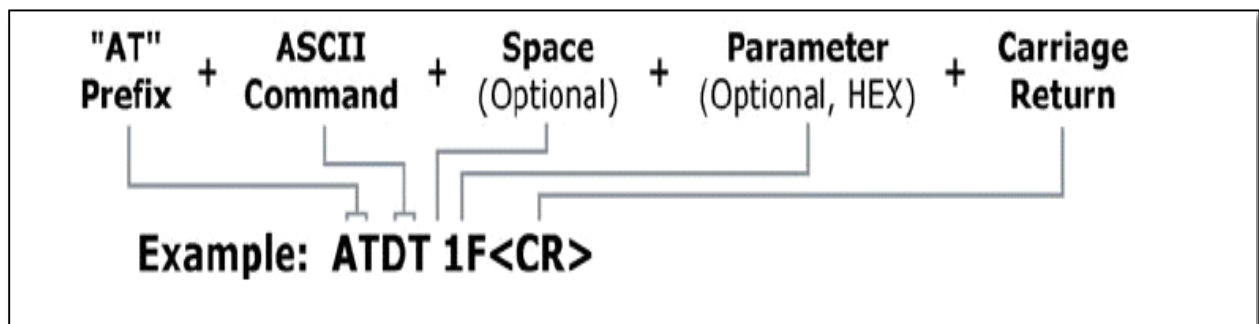 "AT" + ASCII + Space + Parameter + Carriage
Prefix Command (Optional) (Optional, HEX) Return
Example: ATDT 1F<CR>